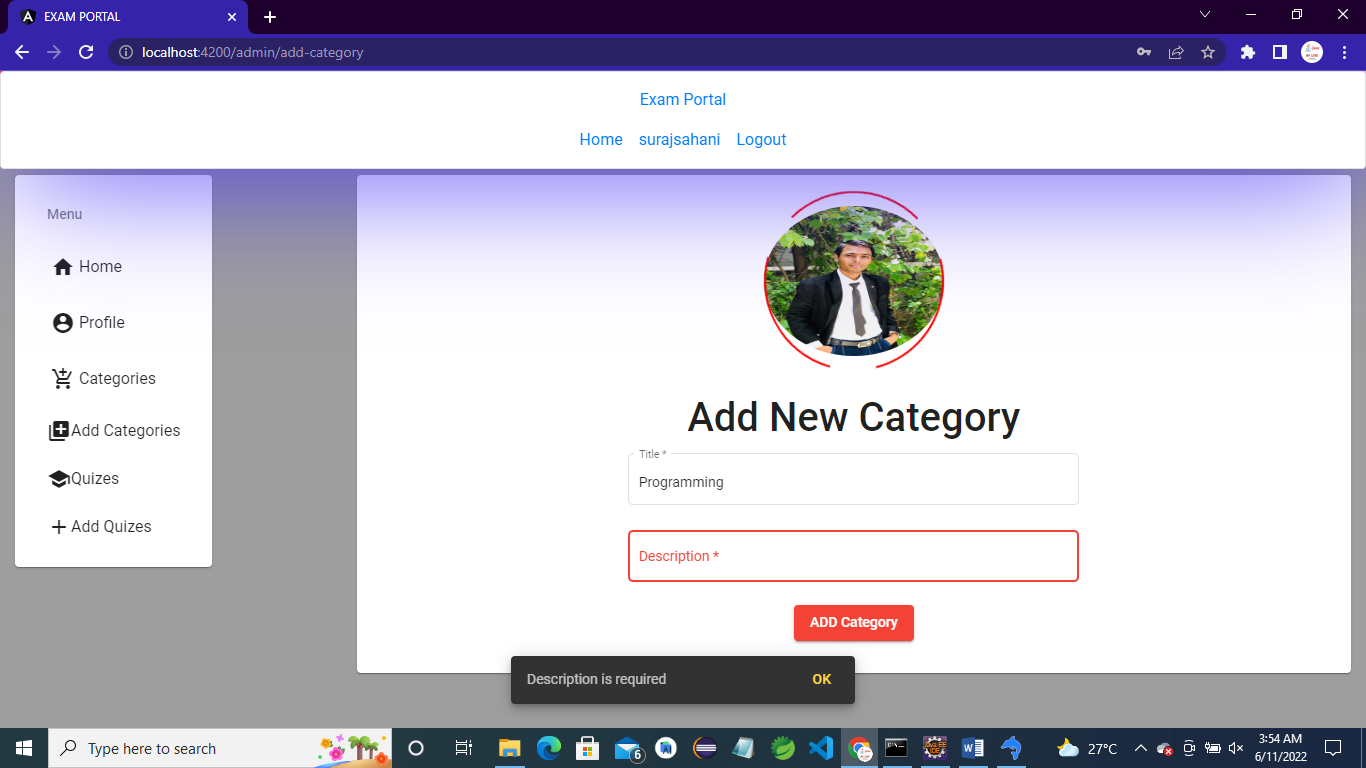 EXAM PORTAL
localhost:4200/admin/add-category
Exam Portal
Home surajsahani Logout
Menu
Home
Profile
Categories
Add Categories
Quizes
Add Quizes
Add New Category
Title *
Programming
Description *
ADD Category
Description is required OK
Type here to search
6
27°C
3:54 AM
6/11/2022